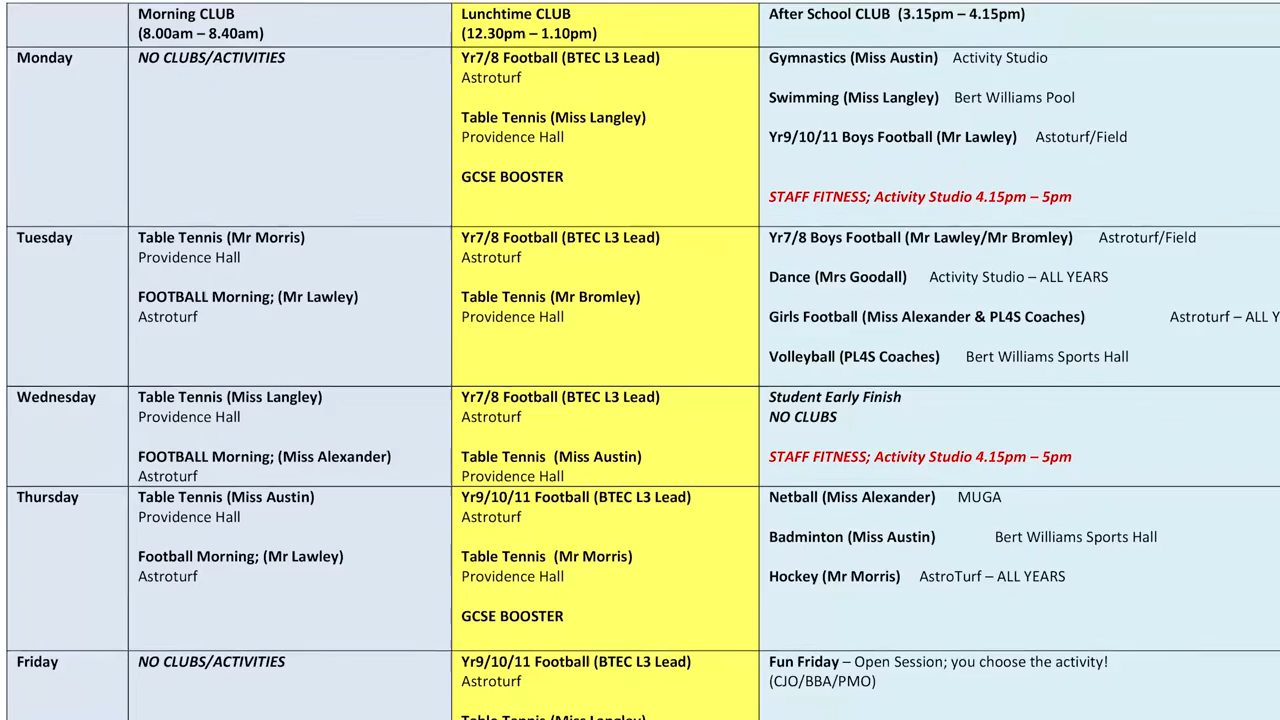 Morning CLUB
(8.00am – 8.40am)
Lunchtime CLUB
(12.30pm – 1.10pm)
After School CLUB (3.15pm – 4.15pm)
Monday
NO CLUBS/ACTIVITIES
Yr7/8 Football (BTEC L3 Lead)
Astroturf
Table Tennis (Miss Langley)
Providence Hall
GCSE BOOSTER
Gymnastics (Miss Austin) Activity Studio
Swimming (Miss Langley) Bert Williams Pool
Yr9/10/11 Boys Football (Mr Lawley) Astoturf/Field
STAFF FITNESS; Activity Studio 4.15pm – 5pm
Tuesday
Table Tennis (Mr Morris)
Providence Hall
FOOTBALL Morning; (Mr Lawley)
Astroturf
Yr7/8 Football (BTEC L3 Lead)
Astroturf
Table Tennis (Mr Bromley)
Providence Hall
Yr7/8 Boys Football (Mr Lawley/Mr Bromley) Astroturf/Field
Dance (Mrs Goodall) Activity Studio – ALL YEARS
Girls Football (Miss Alexander & PL4S Coaches) Astroturf – ALL Y
Volleyball (PL4S Coaches) Bert Williams Sports Hall
Wednesday
Table Tennis (Miss Langley)
Providence Hall
FOOTBALL Morning; (Miss Alexander)
Astroturf
Yr7/8 Football (BTEC L3 Lead)
Astroturf
Table Tennis (Miss Austin)
Providence Hall
Student Early Finish
NO CLUBS
STAFF FITNESS; Activity Studio 4.15pm – 5pm
Thursday
Table Tennis (Miss Austin)
Providence Hall
Football Morning; (Mr Lawley)
Astroturf
Yr9/10/11 Football (BTEC L3 Lead)
Astroturf
Table Tennis (Mr Morris)
Providence Hall
GCSE BOOSTER
Netball (Miss Alexander) MUGA
Badminton (Miss Austin) Bert Williams Sports Hall
Hockey (Mr Morris) AstroTurf – ALL YEARS
Friday
NO CLUBS/ACTIVITIES
Yr9/10/11 Football (BTEC L3 Lead)
Astroturf
Table Tennis (Miss Langley)
Fun Friday – Open Session; you choose the activity!
(CJO/BBA/PMO)